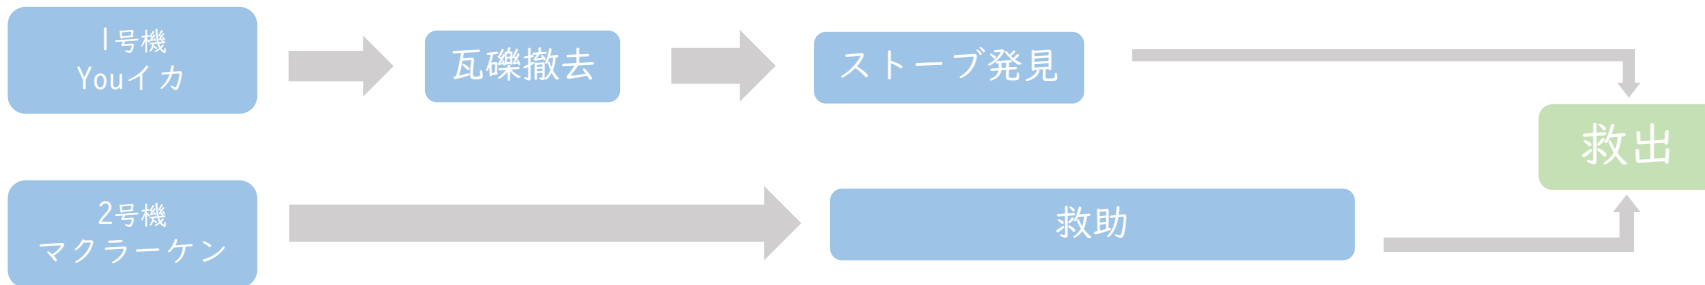 1号機
Youイカ
瓦礫撤去
ストーブ発見
救出
2号機
マクラーケン
救助